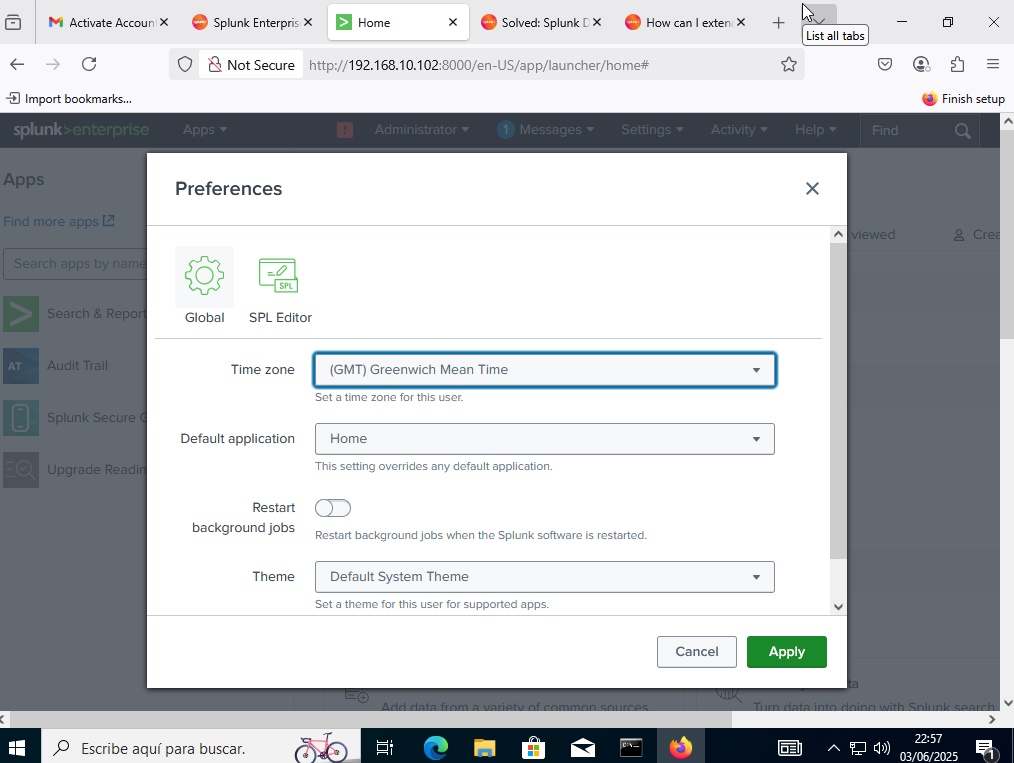 Activate Accoun
Splunk Enterpris
Home
Solved: Splunk D
How can I exten
List all tabs
Not Secure
http://192.168.10.102:8000/en-US/app/launcher/home#
Import bookmarks...
Finish setup
splunk>enterprise
Apps
!
Administrator
1
Messages
Settings
Activity
Help
Find
Apps
Find more apps
Search apps by name
Search & Report
AT
Audit Trail
Splunk Secure G
Upgrade Readin
viewed
Crea
Preferences
Global
SPL
SPL Editor
Time zone
(GMT) Greenwich Mean Time
Set a time zone for this user.
Default application
Home
This setting overrides any default application.
Restart
background jobs
Restart background jobs when the Splunk software is restarted.
Theme
Default System Theme
Set a theme for this user for supported apps.
Cancel
Apply
ta
Add data from a variety of common sources.
Turn data into doing with Splunk search
Escribe aquí para buscar.
22:57
03/06/2025
1